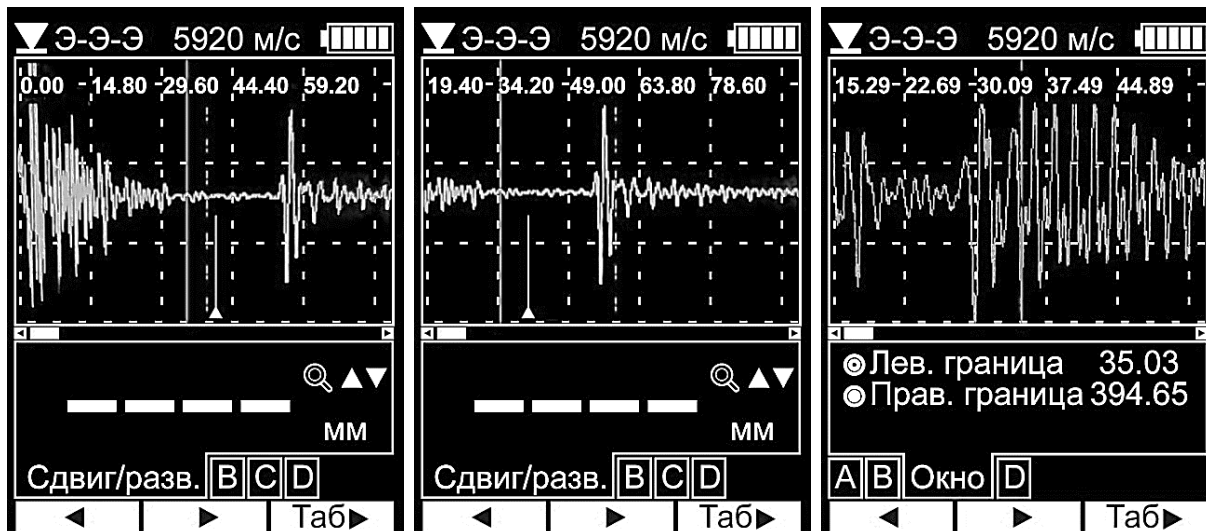 Э-Э-Э 5920 м/с
0.00 14.80 29.60 44.40 59.20
мм
Сдвиг/разв. B C D
Таб
Э-Э-Э 5920 м/с
19.40 34.20 49.00 63.80 78.60
мм
Сдвиг/разв. B C D
Таб
Э-Э-Э 5920 м/с
15.29 22.69 30.09 37.49 44.89
Лев. граница 35.03
Прав. граница 394.65
A B Окно D
Таб